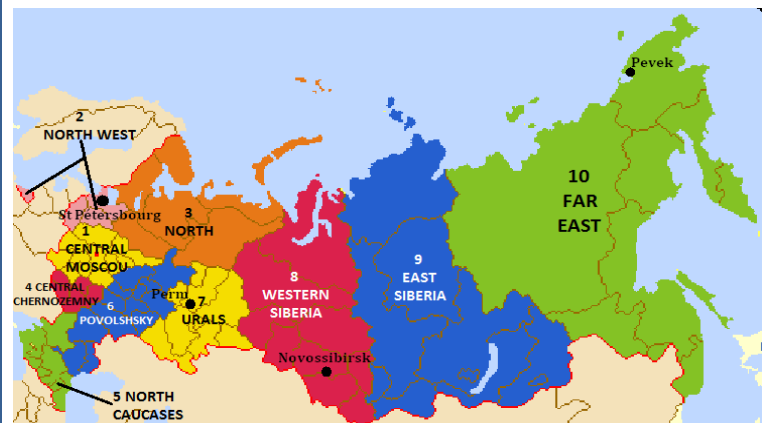 Pevek
2
NORTH WEST
10
FAR
EAST
St Pétersbourg
3
NORTH
1
CENTRAL
MOSCOU
9
EAST
SIBERIA
8
WESTERN
SIBERIA
4 CENTRAL
CHERNOZEMNY
Perm
7
URALS
6
POVOLSHSKY
Novossibirsk
5 NORTH
CAUCASES